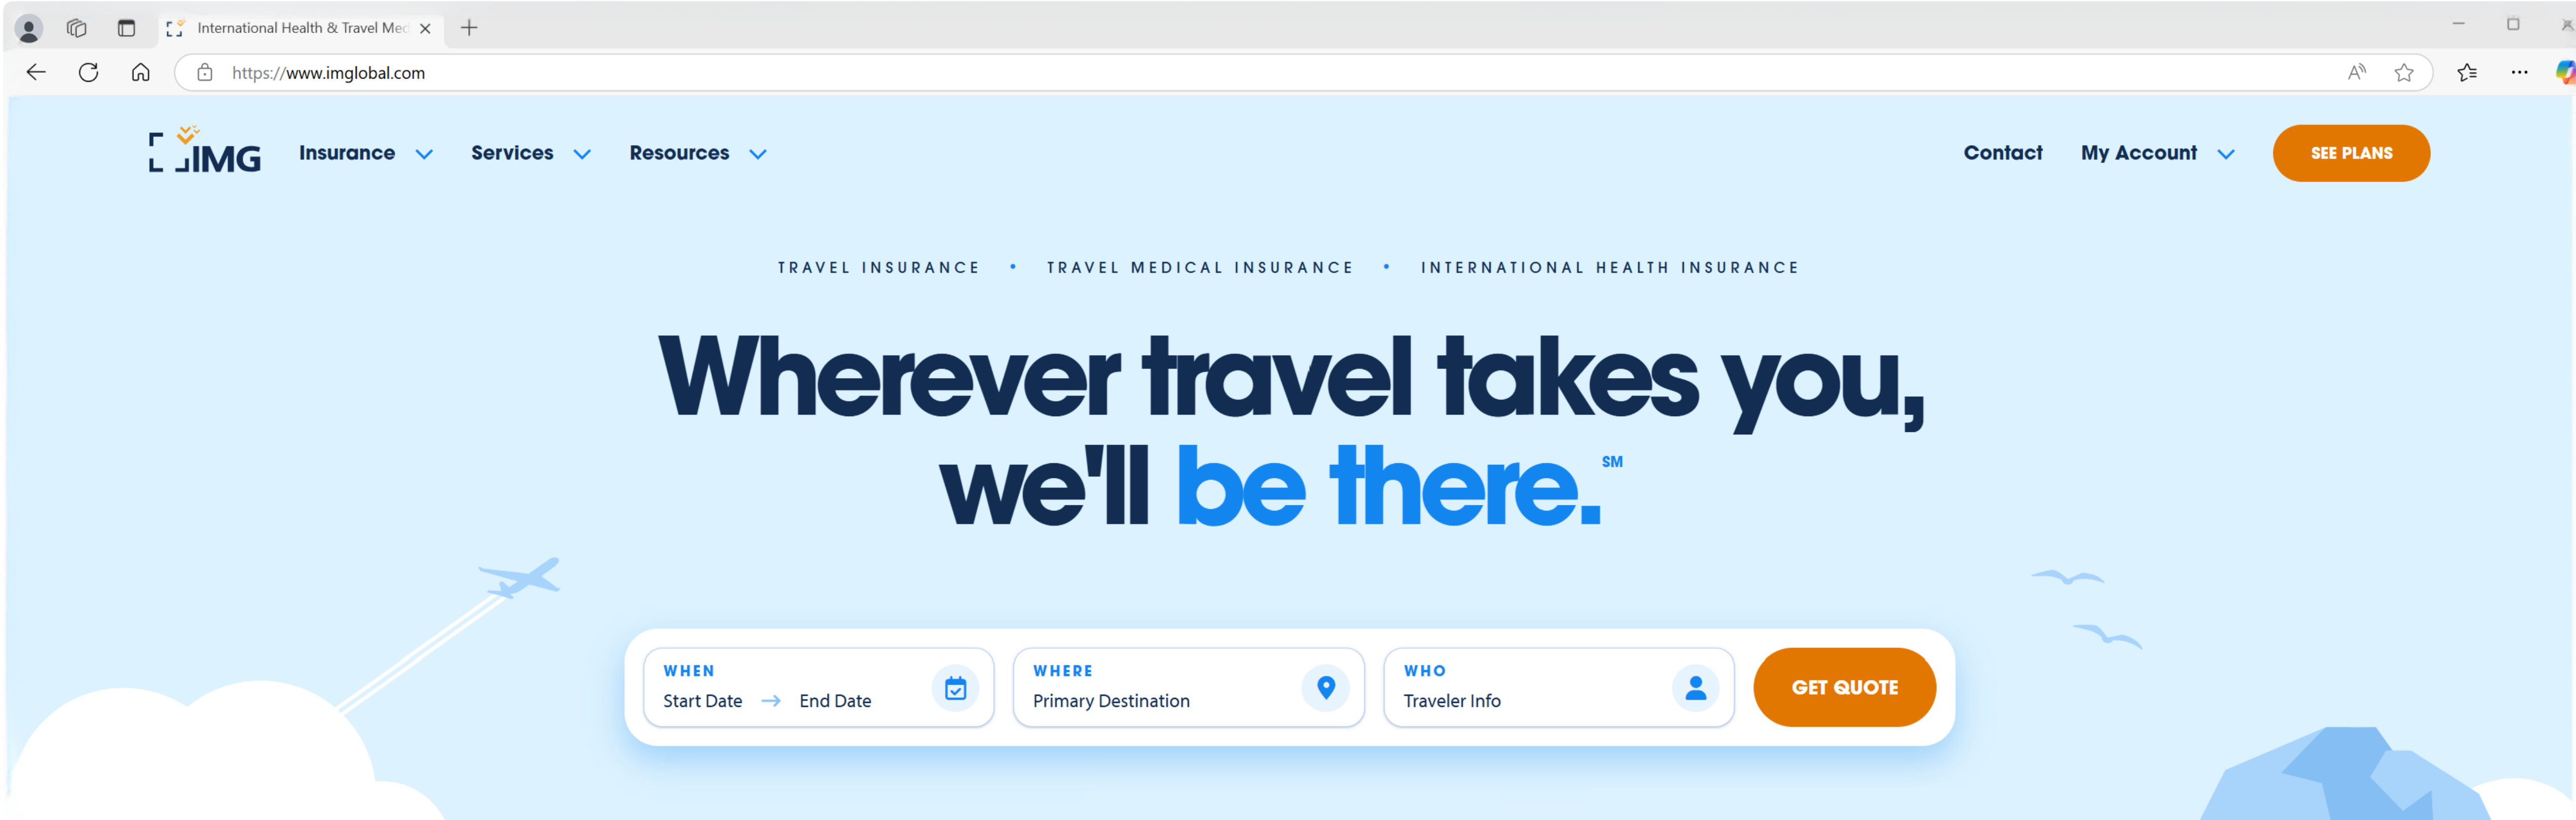 International Health & Travel Med
https://www.imglobal.com
IMG Insurance Services Resources Contact My Account SEE PLANS
TRAVEL INSURANCE • TRAVEL MEDICAL INSURANCE • INTERNATIONAL HEALTH INSURANCE
Wherever travel takes you,
we'll be there.℠
WHEN WHERE WHO
Start Date → End Date Primary Destination Traveler Info GET QUOTE